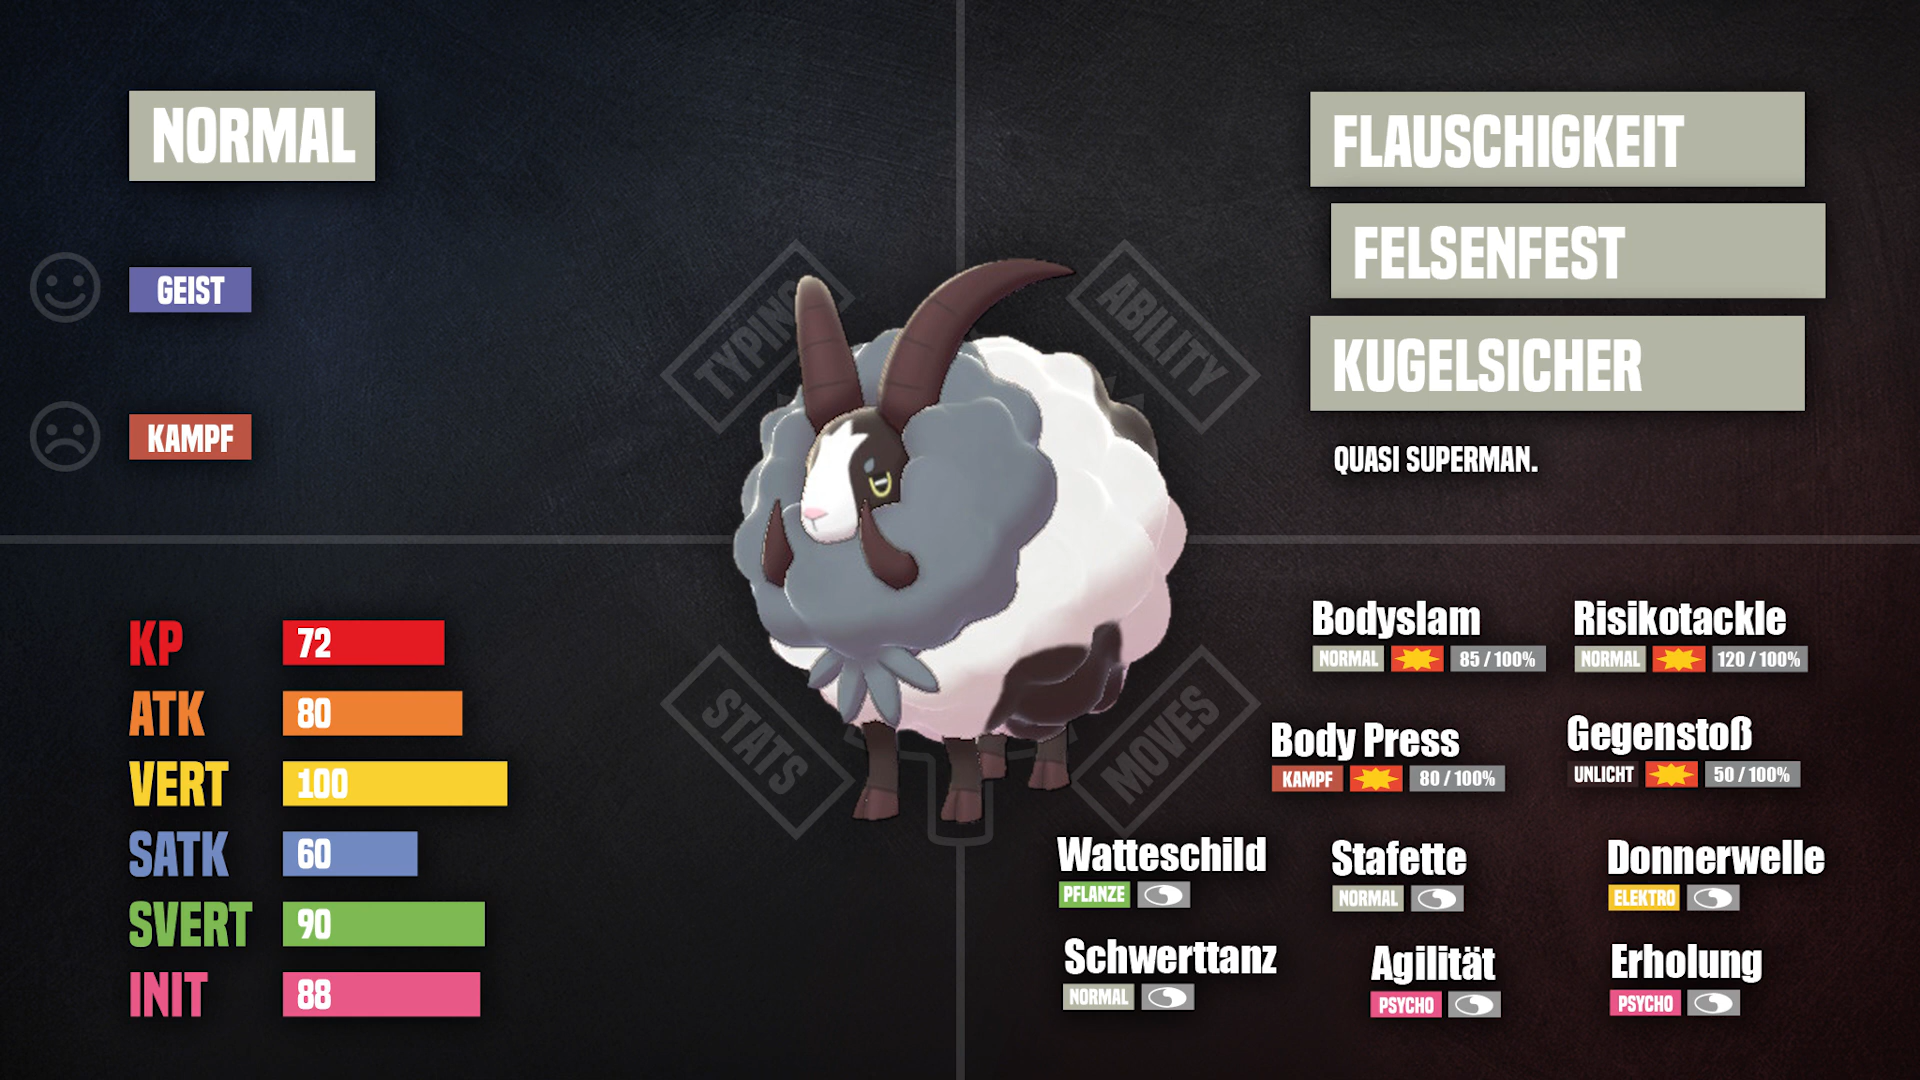 NORMAL
GEIST
KAMPF
TYPING
ABILITY
FLAUSCHIGKEIT
FELSENFEST
KUGELSICHER
QUASI SUPERMAN.
KP 72
ATK 80
VERT 100
SATK 60
SVERT 90
INIT 88
STATS
MOVES
Bodyslam
NORMAL 85 / 100%
Risikotackle
NORMAL 120 / 100%
Body Press
KAMPF 80 / 100%
Gegenstoß
UNLICHT 50 / 100%
Watteschild
PFLANZE
Stafette
NORMAL
Donnerwelle
ELEKTRO
Schwerttanz
NORMAL
Agilität
PSYCHO
Erholung
PSYCHO